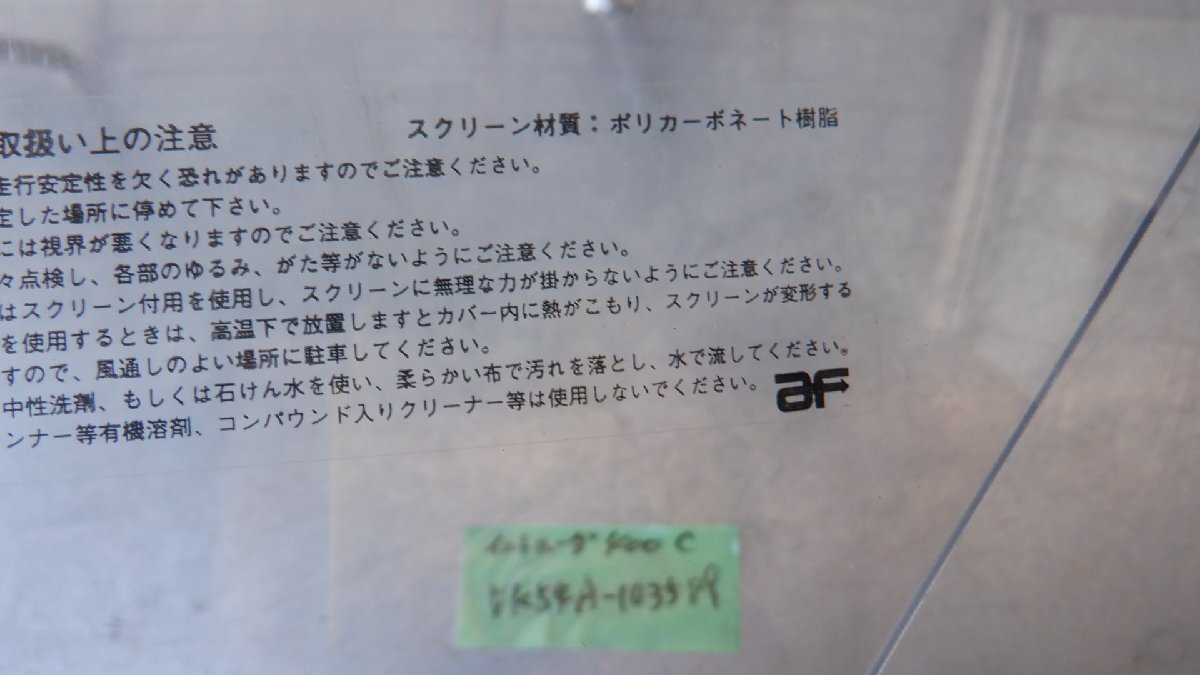 取扱い上の注意
スクリーン材質：ポリカーボネート樹脂
走行安定性を欠く恐れがありますのでご注意ください。
定した場所に停めて下さい。
には視界が悪くなりますのでご注意ください。
々点検し、各部のゆるみ、がた等がないようにご注意ください。
はスクリーン付用を使用し、スクリーンに無理な力が掛からないようにご注意ください。
を使用するときは、高温下で放置しますとカバー内に熱がこもり、スクリーンが変形する
すので、風通しのよい場所に駐車してください。
中性洗剤、もしくは石けん水を使い、柔らかい布で汚れを落とし、水で流してください。
ンナー等有機溶剤、コンパウンド入りクリーナー等は使用しないでください。
aF
400 C